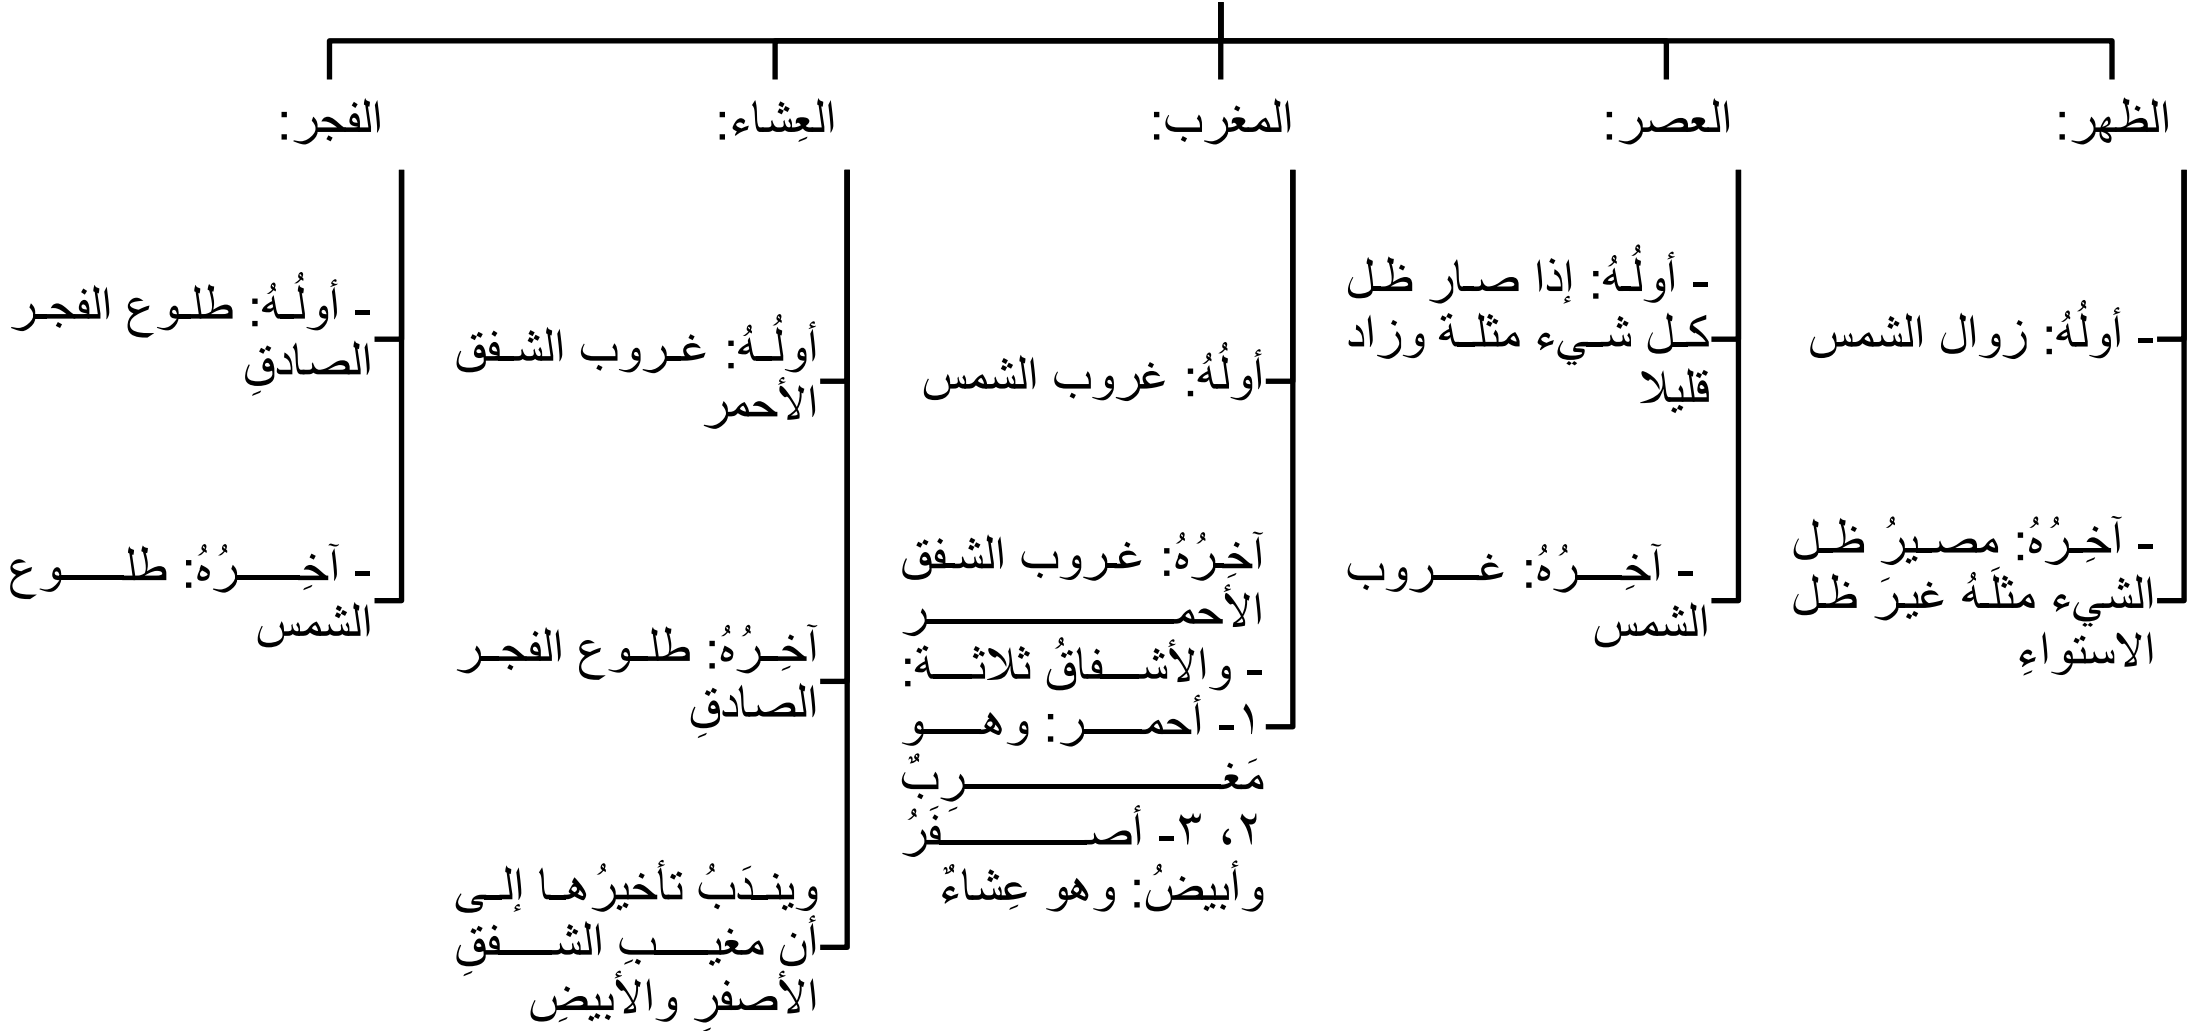 الظهر:
- أولُهُ: زوال الشمس
- آخِرُهُ: مصيرُ ظل
الشيء مثلَهُ غيرَ ظل
الاستواءِ
العصر:
- أولُهُ: إذا صار ظل
كل شيء مثلة وزاد
قليلا
- آخِرُهُ: غروب
الشمس
المغرب:
أولُهُ: غروب الشمس
آخِرُهُ: غروب الشفق
الأحمر
- والأشفاقُ ثلاثة:
١- أحمر: وهو
مَغرِبٌ
٢، ٣- أصفَرُ
وأبيضُ: وهو عِشاءٌ
العِشاء:
أولُهُ: غروب الشفق
الأحمر
آخِرُهُ: طلوع الفجر
الصادقِ
ويندَبُ تأخيرُها إلى
أن مغيبِ الشفقِ
الأصفرِ والأبيضِ
الفجر:
- أولُهُ: طلوع الفجر
الصادقِ
- آخِرُهُ: طلوع
الشمس